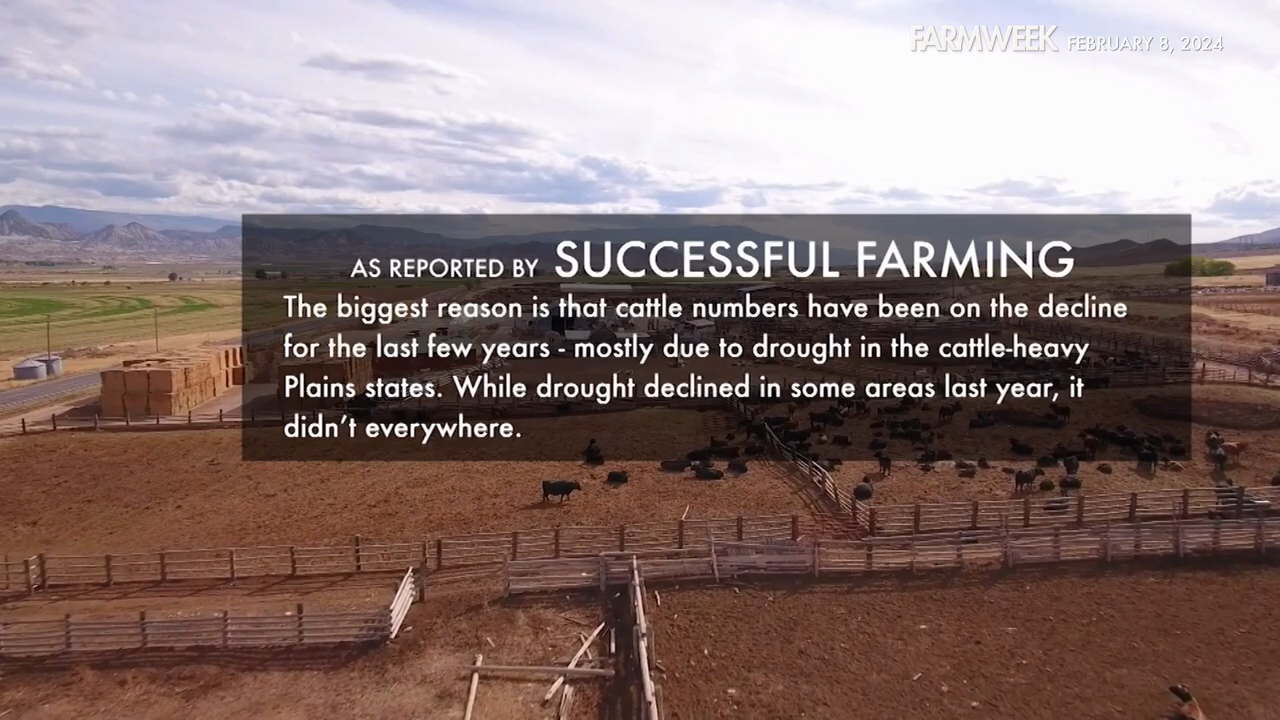 FARMWEEK FEBRUARY 8, 2024
AS REPORTED BY SUCCESSFUL FARMING
The biggest reason is that cattle numbers have been on the decline
for the last few years - mostly due to drought in the cattle-heavy
Plains states. While drought declined in some areas last year, it
didn't everywhere.